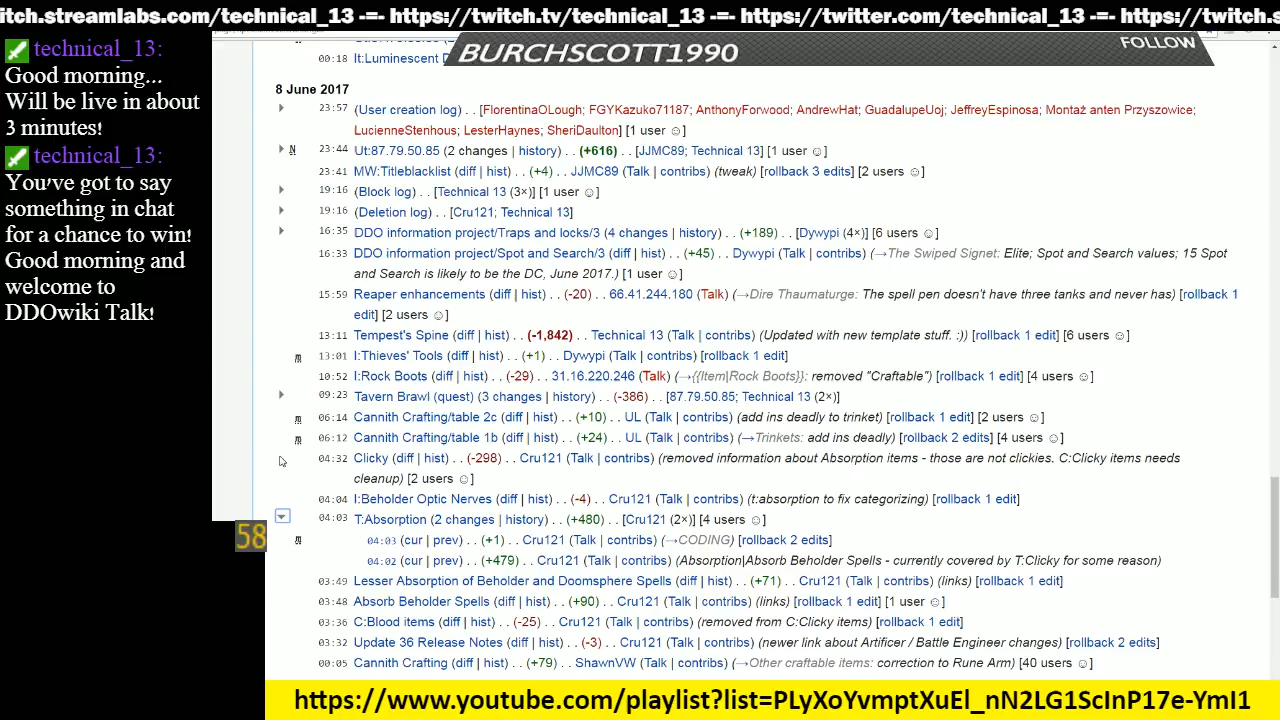 itch.streamlabs.com/technical_13 -=- https://twitch.tv/technical_13 -=- https://twitter.com/technical_13 -=- https://twitch.s
technical_13:
Good morning...
Will be live in about
3 minutes!
technical_13:
You've got to say
something in chat
for a chance to win!
Good morning and
welcome to
DDOwiki Talk!
BURCHSCOTT1990
FOLLOW
00:18 It:Luminescent
8 June 2017
23:57 (User creation log) . . [FlorentinaOLough; FGYKazuko71187; AnthonyForwood; AndrewHat; GuadalupeUoj; JeffreyEspinosa; Montaż anten Przyszowice;
LucienneStenhous; LesterHaynes; SheriDaulton] [1 user ☺]
N 23:44 Ut:87.79.50.85 (2 changes | history) . . (+616) . . [JJMC89; Technical 13] [1 user ☺]
23:41 MW:Titleblacklist (diff | hist) . . (+4) . . JJMC89 (Talk | contribs) (tweak) [rollback 3 edits] [2 users ☺]
19:16 (Block log) . . [Technical 13 (3×)] [1 user ☺]
19:16 (Deletion log) . . [Cru121; Technical 13]
16:35 DDO information project/Traps and locks/3 (4 changes | history) . . (+189) . . [Dywypi (4×)] [6 users ☺]
16:33 DDO information project/Spot and Search/3 (diff | hist) . . (+45) . . Dywypi (Talk | contribs) (→The Swiped Signet: Elite; Spot and Search values; 15 Spot
and Search is likely to be the DC, June 2017.) [1 user ☺]
15:59 Reaper enhancements (diff | hist) . . (-20) . . 66.41.244.180 (Talk) (→Dire Thaumaturge: The spell pen doesn't have three tanks and never has) [rollback 1
edit] [2 users ☺]
13:11 Tempest's Spine (diff | hist) . . (-1,842) . . Technical 13 (Talk | contribs) (Updated with new template stuff. :)) [rollback 1 edit] [6 users ☺]
m 13:01 I:Thieves' Tools (diff | hist) . . (+1) . . Dywypi (Talk | contribs) [rollback 1 edit]
10:52 I:Rock Boots (diff | hist) . . (-29) . . 31.16.220.246 (Talk) (→{{Item|Rock Boots}}: removed "Craftable") [rollback 1 edit] [4 users ☺]
09:23 Tavern Brawl (quest) (3 changes | history) . . (-386) . . [87.79.50.85; Technical 13 (2×)]
m 06:14 Cannith Crafting/table 2c (diff | hist) . . (+10) . . UL (Talk | contribs) (add ins deadly to trinket) [rollback 1 edit] [2 users ☺]
m 06:12 Cannith Crafting/table 1b (diff | hist) . . (+24) . . UL (Talk | contribs) (→Trinkets: add ins deadly) [rollback 2 edits] [4 users ☺]
04:32 Clicky (diff | hist) . . (-298) . . Cru121 (Talk | contribs) (removed information about Absorption items - those are not clickies. C:Clicky items needs
cleanup) [2 users ☺]
04:04 I:Beholder Optic Nerves (diff | hist) . . (-4) . . Cru121 (Talk | contribs) (t:absorption to fix categorizing) [rollback 1 edit]
04:03 T:Absorption (2 changes | history) . . (+480) . . [Cru121 (2×)] [4 users ☺]
58
m 04:03 (cur | prev) . . (+1) . . Cru121 (Talk | contribs) (→CODING) [rollback 2 edits]
04:02 (cur | prev) . . (+479) . . Cru121 (Talk | contribs) (Absorption|Absorb Beholder Spells - currently covered by T:Clicky for some reason)
03:49 Lesser Absorption of Beholder and Doomsphere Spells (diff | hist) . . (+71) . . Cru121 (Talk | contribs) (links) [rollback 1 edit]
03:48 Absorb Beholder Spells (diff | hist) . . (+90) . . Cru121 (Talk | contribs) (links) [rollback 1 edit] [1 user ☺]
03:36 C:Blood items (diff | hist) . . (-25) . . Cru121 (Talk | contribs) (removed from C:Clicky items) [rollback 1 edit]
03:32 Update 36 Release Notes (diff | hist) . . (-3) . . Cru121 (Talk | contribs) (newer link about Artificer / Battle Engineer changes) [rollback 2 edits]
00:05 Cannith Crafting (diff | hist) . . (+79) . . ShawnVW (Talk | contribs) (→Other craftable items: correction to Rune Arm) [40 users ☺]
https://www.youtube.com/playlist?list=PLyXoYvmptXuEl_nN2LG1ScInP17e-YmI1